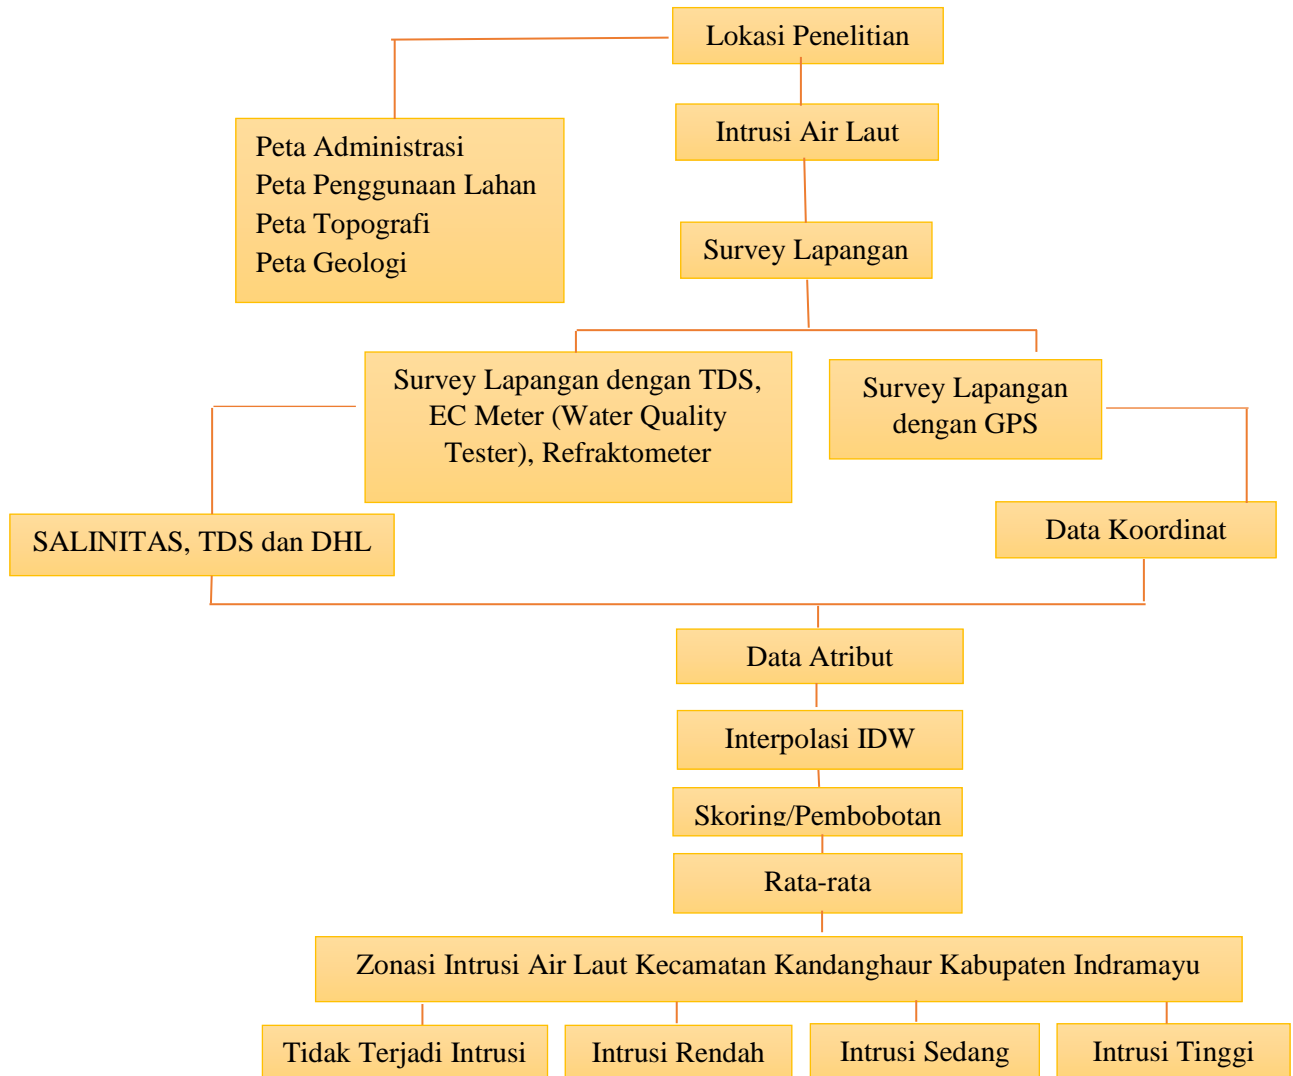 Lokasi Penelitian
Intrusi Air Laut
Peta Administrasi
Peta Penggunaan Lahan
Peta Topografi
Peta Geologi
Survey Lapangan
Survey Lapangan dengan TDS,
EC Meter (Water Quality
Tester), Refraktometer
Survey Lapangan
dengan GPS
SALINITAS, TDS dan DHL
Data Koordinat
Data Atribut
Interpolasi IDW
Skoring/Pembobotan
Rata-rata
Zonasi Intrusi Air Laut Kecamatan Kandanghaur Kabupaten Indramayu
Tidak Terjadi Intrusi
Intrusi Rendah
Intrusi Sedang
Intrusi Tinggi